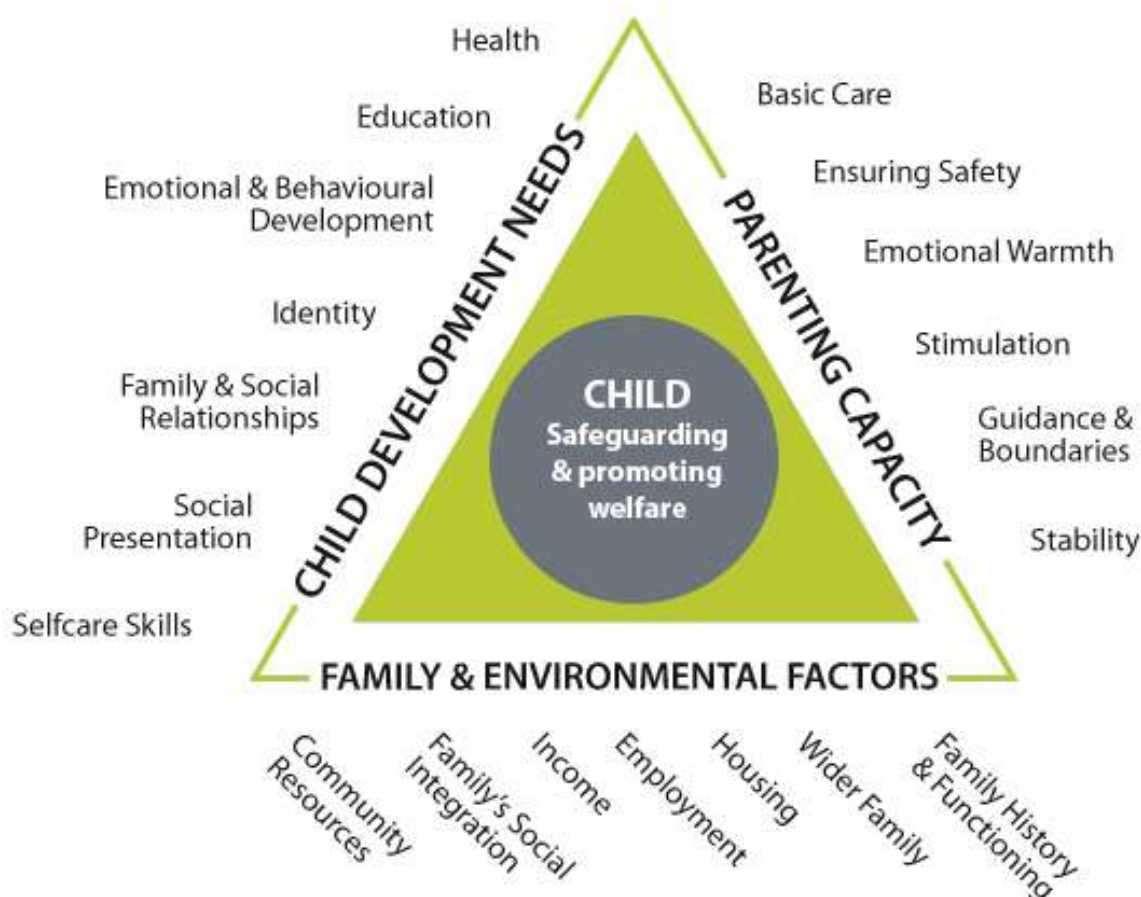 Health
Education
Emotional & Behavioural
Development
Identity
Family & Social
Relationships
Social
Presentation
Selfcare Skills
CHILD DEVELOPMENT NEEDS
CHILD
Safeguarding
& promoting
welfare
PARENTING CAPACITY
Basic Care
Ensuring Safety
Emotional Warmth
Stimulation
Guidance &
Boundaries
Stability
FAMILY & ENVIRONMENTAL FACTORS
Community
Resources
Family's Social
Integration
Income
Employment
Housing
Wider Family
Family History
& Functioning